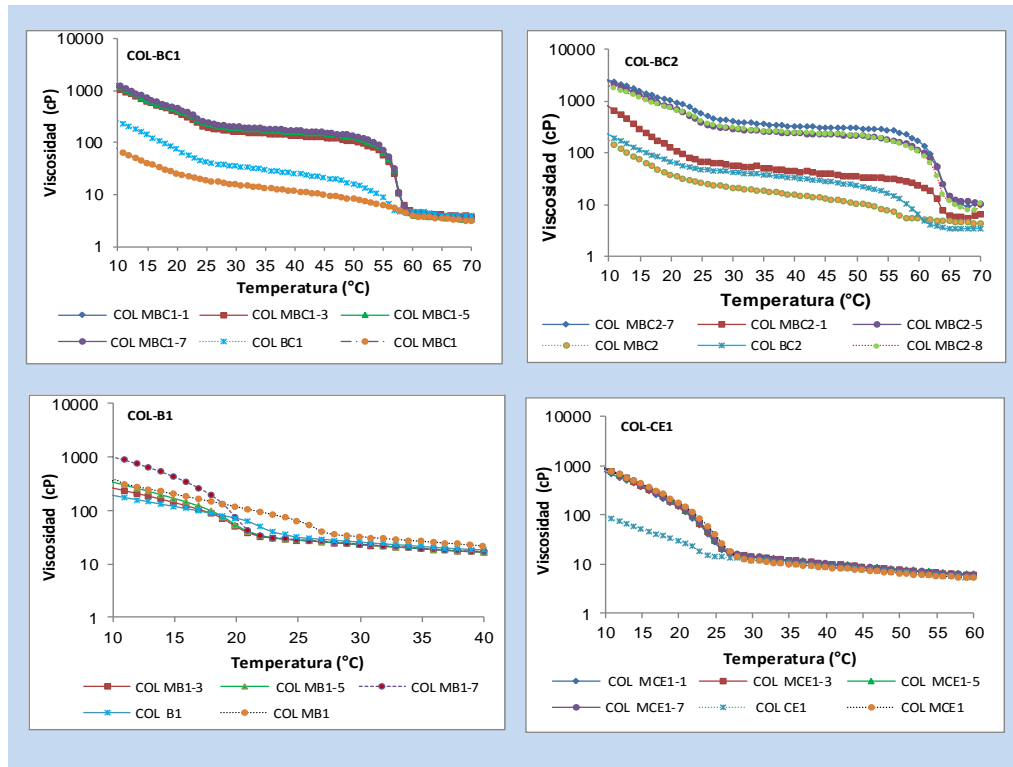 COL-BC1
Viscosidad (cP)
10000
1000
100
10
1
10 15 20 25 30 35 40 45 50 55 60 65 70
Temperatura (°C)
COL MBC1-1 COL MBC1-3 COL MBC1-5
COL MBC1-7 COL BC1 COL MBC1
COL-BC2
Viscosidad (cP)
10000
1000
100
10
1
10 20 30 40 50 60 70
Temperatura (°C)
COL MBC2-7 COL MBC2-1 COL MBC2-5
COL MBC2 COL BC2 COL MBC2-8
COL-B1
Viscosidad (cP)
10000
1000
100
10
1
10 15 20 25 30 35 40
Temperatura (°C)
COL MB1-3 COL MB1-5 COL MB1-7
COL B1 COL MB1
COL-CE1
Viscosidad (cP)
10000
1000
100
10
1
10 15 20 25 30 35 40 45 50 55 60
Temperatura (°C)
COL MCE1-1 COL MCE1-3 COL MCE1-5
COL MCE1-7 COL CE1 COL MCE1